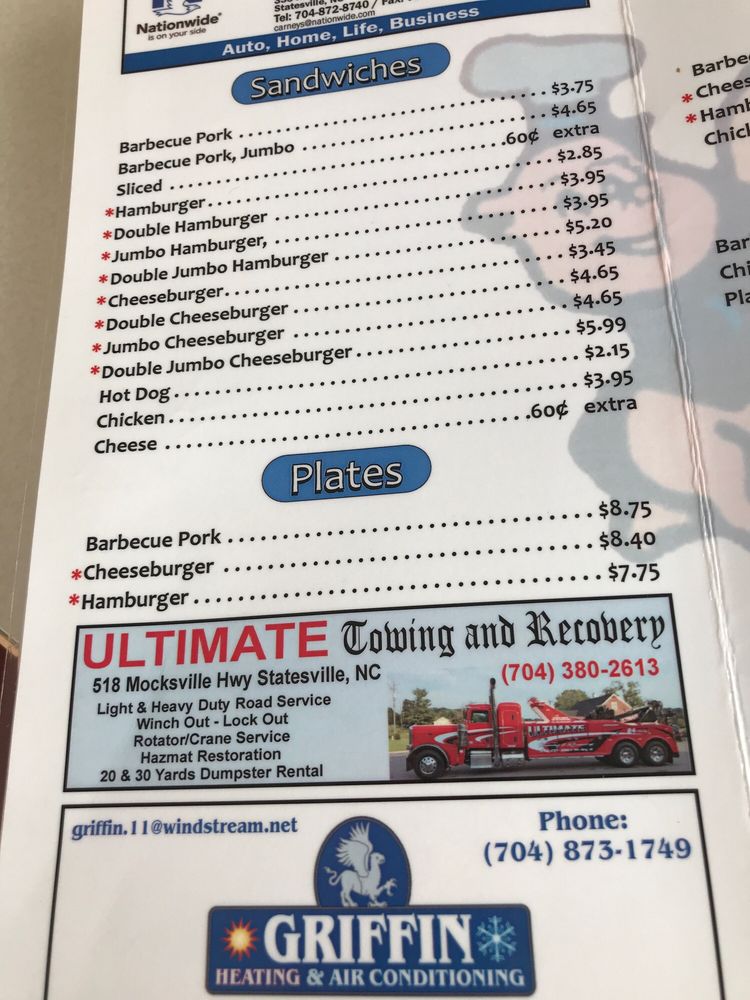 Nationwide®
is on your side
Statesville,
Tel: 704-872-8740 /
carneys@nationwide.com
Auto, Home, Life, Business
Sandwiches
Barbecue Pork ........ $3.75
Barbecue Pork, Jumbo ........ $4.65
Sliced ........ .60¢ extra
*Hamburger ........ $2.85
*Double Hamburger ........ $3.95
*Jumbo Hamburger, ........ $3.95
*Double Jumbo Hamburger ........ $5.20
*Cheeseburger ........ $3.45
*Double Cheeseburger ........ $4.65
*Jumbo Cheeseburger ........ $4.65
*Double Jumbo Cheeseburger ........ $5.99
Hot Dog ........ $2.15
Chicken ........ $3.95
Cheese ........ .60¢ extra
Plates
Barbecue Pork ........ $8.75
*Cheeseburger ........ $8.40
*Hamburger ........ $7.75
ULTIMATE Towing and Recovery
518 Mocksville Hwy Statesville, NC
(704) 380-2613
Light & Heavy Duty Road Service
Winch Out - Lock Out
Rotator/Crane Service
Hazmat Restoration
20 & 30 Yards Dumpster Rental
ULTIMATE
griffin.11@windstream.net
Phone:
(704) 873-1749
GRIFFIN
HEATING & AIR CONDITIONING
Barbe
*Chees
*Hamb
Chick
Bar
Chi
Pla